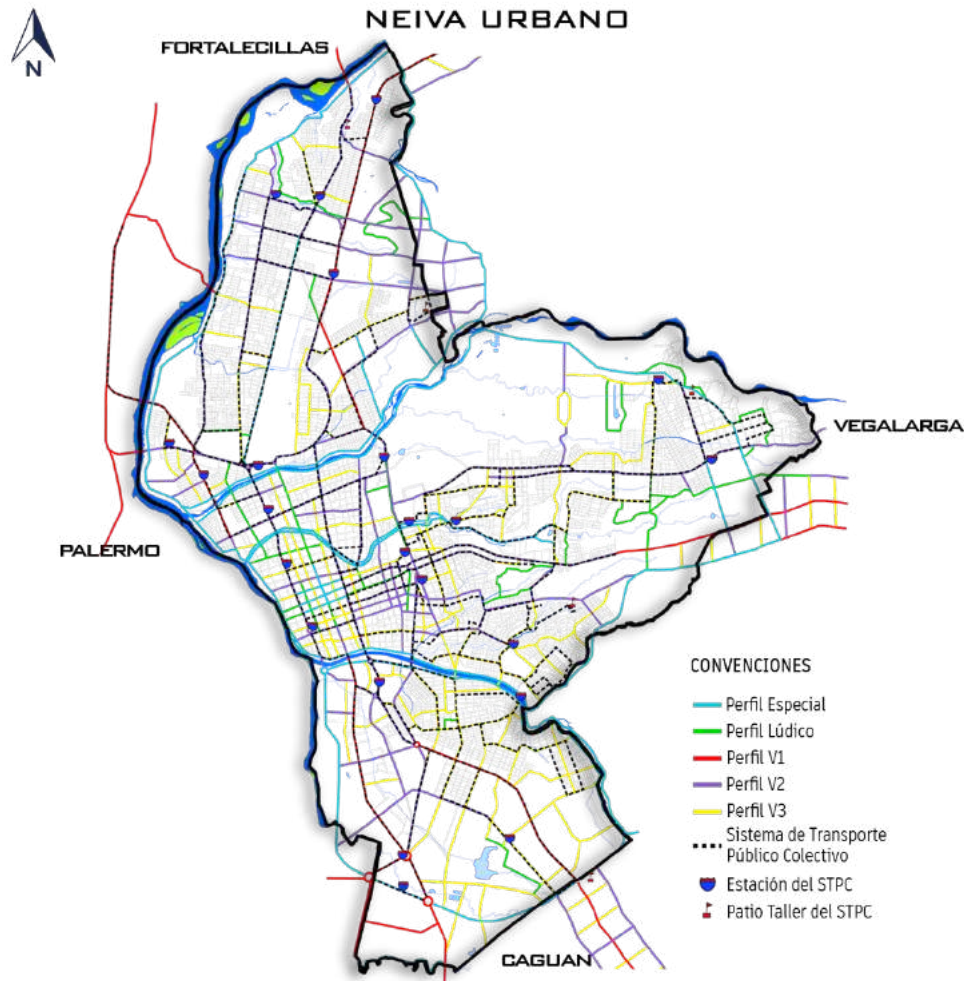 NEIVA URBANO
N
FORTALECILLAS
VEGALARGA
PALERMO
CAGUAN
CONVENCIONES
Perfil Especial
Perfil Lúdico
Perfil V1
Perfil V2
Perfil V3
Sistema de Transporte
Público Colectivo
Estación del STPC
Patio Taller del STPC